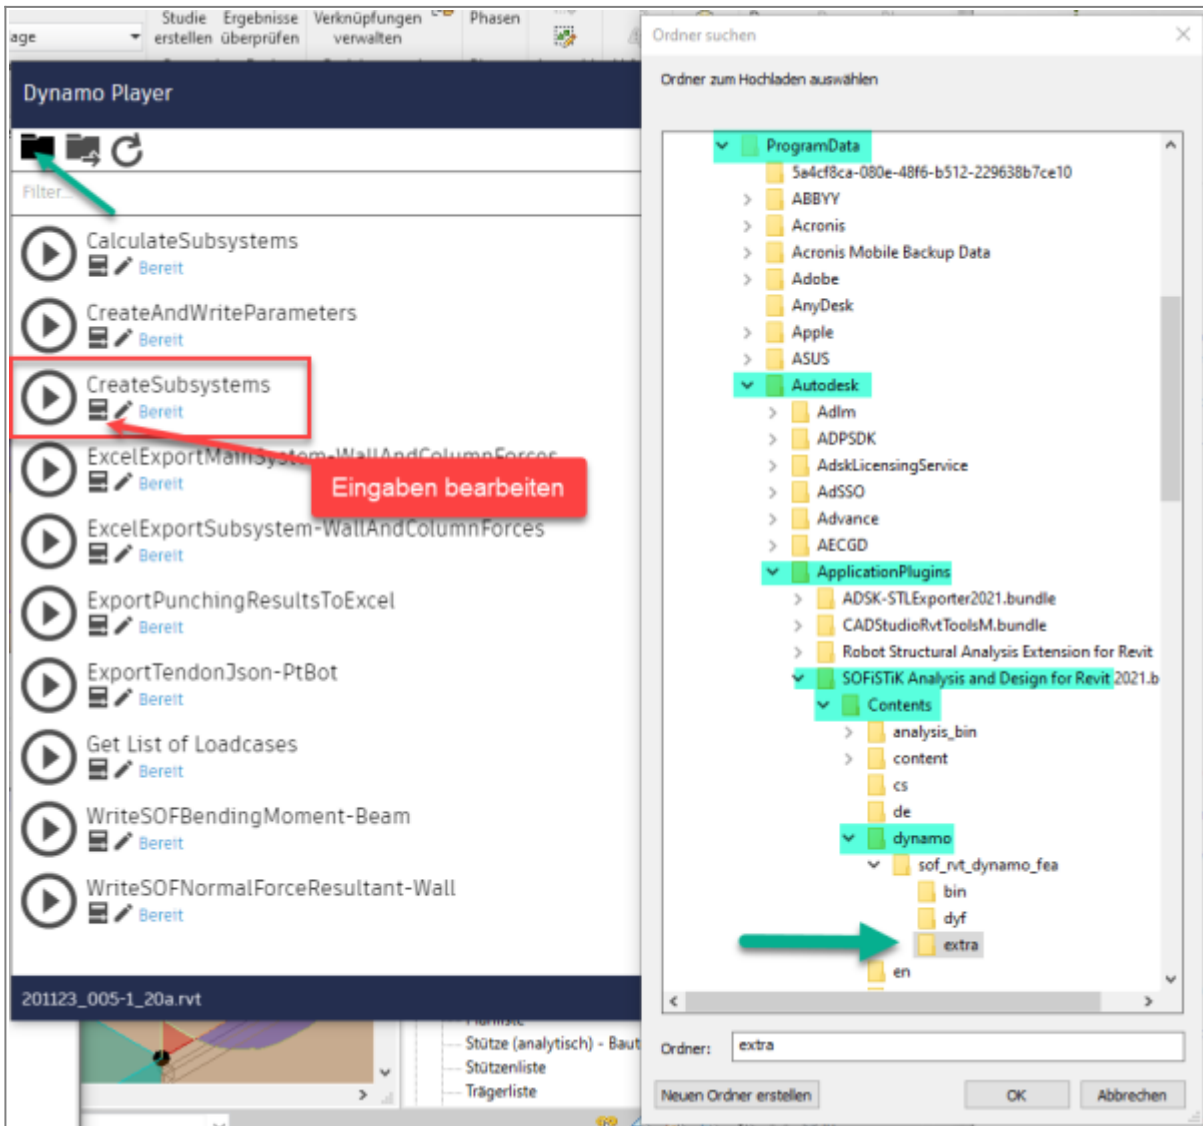 Studie Ergebnisse Verknüpfungen Phasen
age erstellen überprüfen verwalten
Dynamo Player
Filter...
CalculateSubsystems
Bereit
CreateAndWriteParameters
Bereit
CreateSubsystems
Bereit
ExcelExportMainSystem-WallAndColumnForces
Bereit
Eingaben bearbeiten
ExcelExportSubsystem-WallAndColumnForces
Bereit
ExportPunchingResultsToExcel
Bereit
ExportTendonJson-PtBot
Bereit
Get List of Loadcases
Bereit
WriteSOFBendingMoment-Beam
Bereit
WriteSOFNormalForceResultant-Wall
Bereit
201123_005-1_20a.rvt
Stütze (analytisch) - Baut
Stützenliste
Trägerliste
Ordner suchen
Ordner zum Hochladen auswählen
ProgramData
5a4cf8ca-080e-48f6-b512-229638b7ce10
ABBYY
Acronis
Acronis Mobile Backup Data
Adobe
AnyDesk
Apple
ASUS
Autodesk
Adlm
ADPSDK
AdskLicensingService
AdSSO
Advance
AECGD
ApplicationPlugins
ADSK-STLExporter2021.bundle
CADStudioRvtToolsM.bundle
Robot Structural Analysis Extension for Revit
SOFiSTiK Analysis and Design for Revit 2021.b
Contents
analysis_bin
content
cs
de
dynamo
sof_rvt_dynamo_fea
bin
dyf
extra
en
Ordner: extra
Neuen Ordner erstellen OK Abbrechen